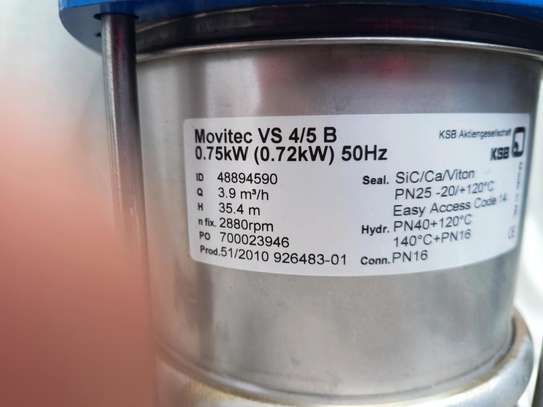 Movitec VS 4/5 B
0.75kW (0.72kW) 50Hz
KSB Aktiengesellschaft
KSB
ID 48894590
Q 3.9 m³/h
H 35.4 m
n fix. 2880rpm
PO 700023946
Prod. 51/2010 926483-01
Seal. SiC/Ca/Viton
PN25 -20/+120°C
Easy Access Code 14
Hydr. PN40+120°C
140°C+PN16
Conn. PN16